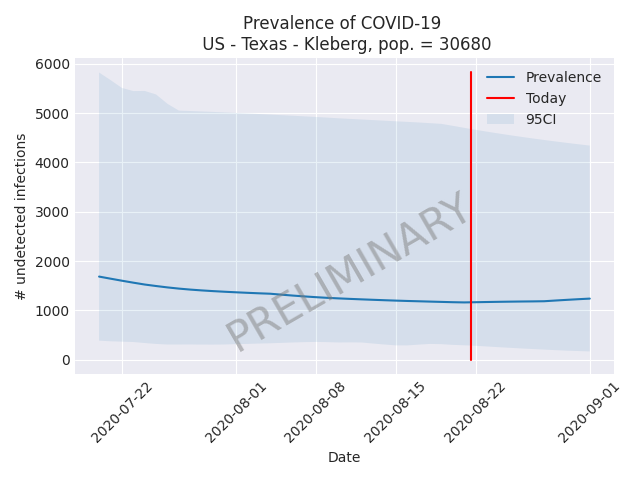 Prevalence of COVID-19
US - Texas - Kleberg, pop. = 30680
6000
5000
4000
3000
2000
1000
0
# undetected infections
Prevalence
Today
95CI
PRELIMINARY
2020-07-22
2020-08-01
2020-08-08
2020-08-15
2020-08-22
2020-09-01
Date